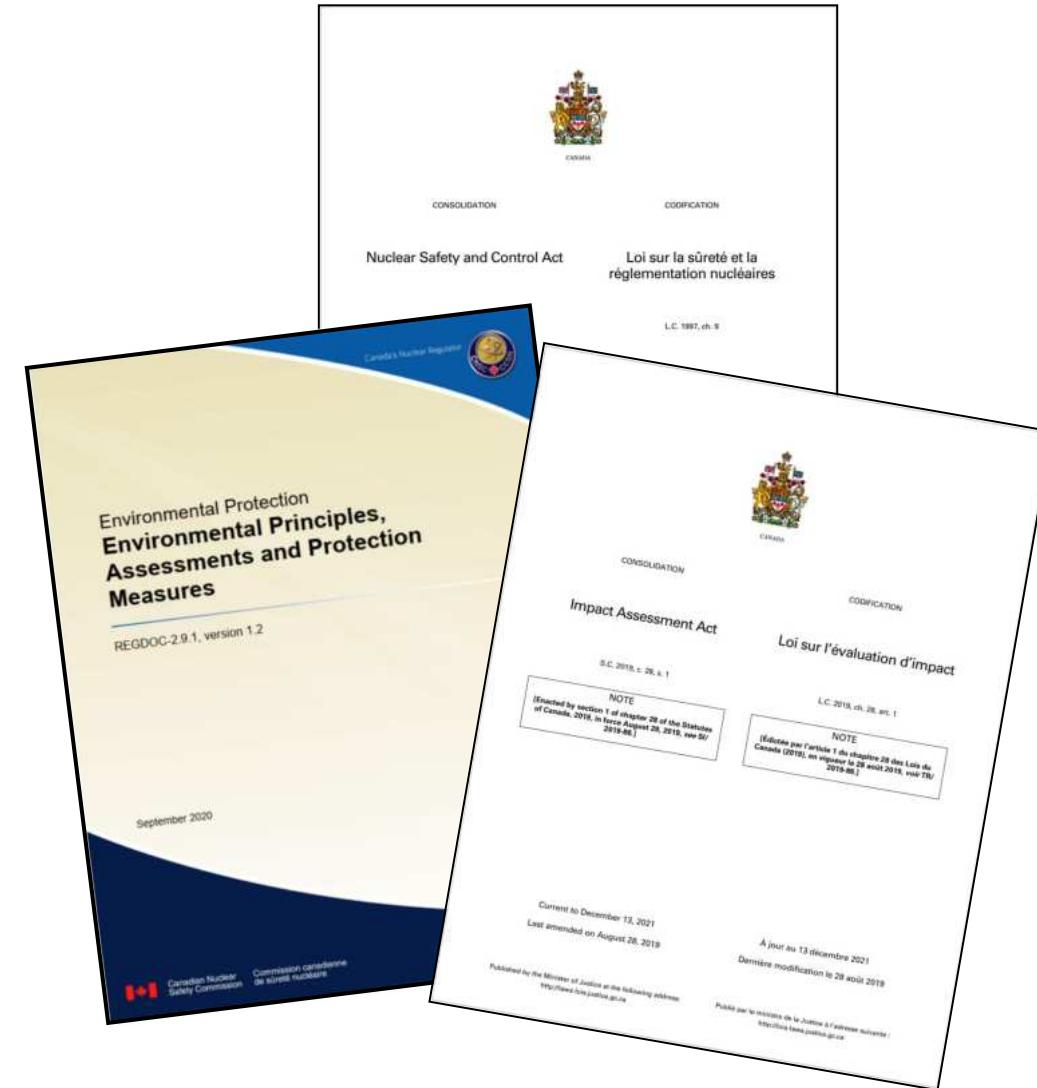 CANADA
CONSOLIDATION
CODIFICATION
Nuclear Safety and Control Act
Loi sur la sûreté et la
réglementation nucléaires
L.C. 1997, ch. 9
Canada's Nuclear Regulator
Environmental Protection
Environmental Principles,
Assessments and Protection
Measures
REGDOC-2.9.1, version 1.2
September 2020
Canadian Nuclear
Safety Commission
Commission canadienne
de sûreté nucléaire
CANADA
CONSOLIDATION
CODIFICATION
Impact Assessment Act
Loi sur l'évaluation d'impact
S.C. 2019, c. 28, s. 1
L.C. 2019, ch. 28, art. 1
NOTE
[Enacted by section 1 of chapter 28 of the Statutes
of Canada, 2019, in force August 28, 2019, see SI/
2019-86.]
NOTE
[Édictée par l'article 1 du chapitre 28 des Lois du
Canada (2019), en vigueur le 28 août 2019, voir TR/
2019-86.]
Current to December 13, 2021
Last amended on August 28, 2019
À jour au 13 décembre 2021
Dernière modification le 28 août 2019
Published by the Minister of Justice at the following address:
http://laws-lois.justice.gc.ca
Publié par le ministre de la Justice à l'adresse suivante :
http://lois-laws.justice.gc.ca